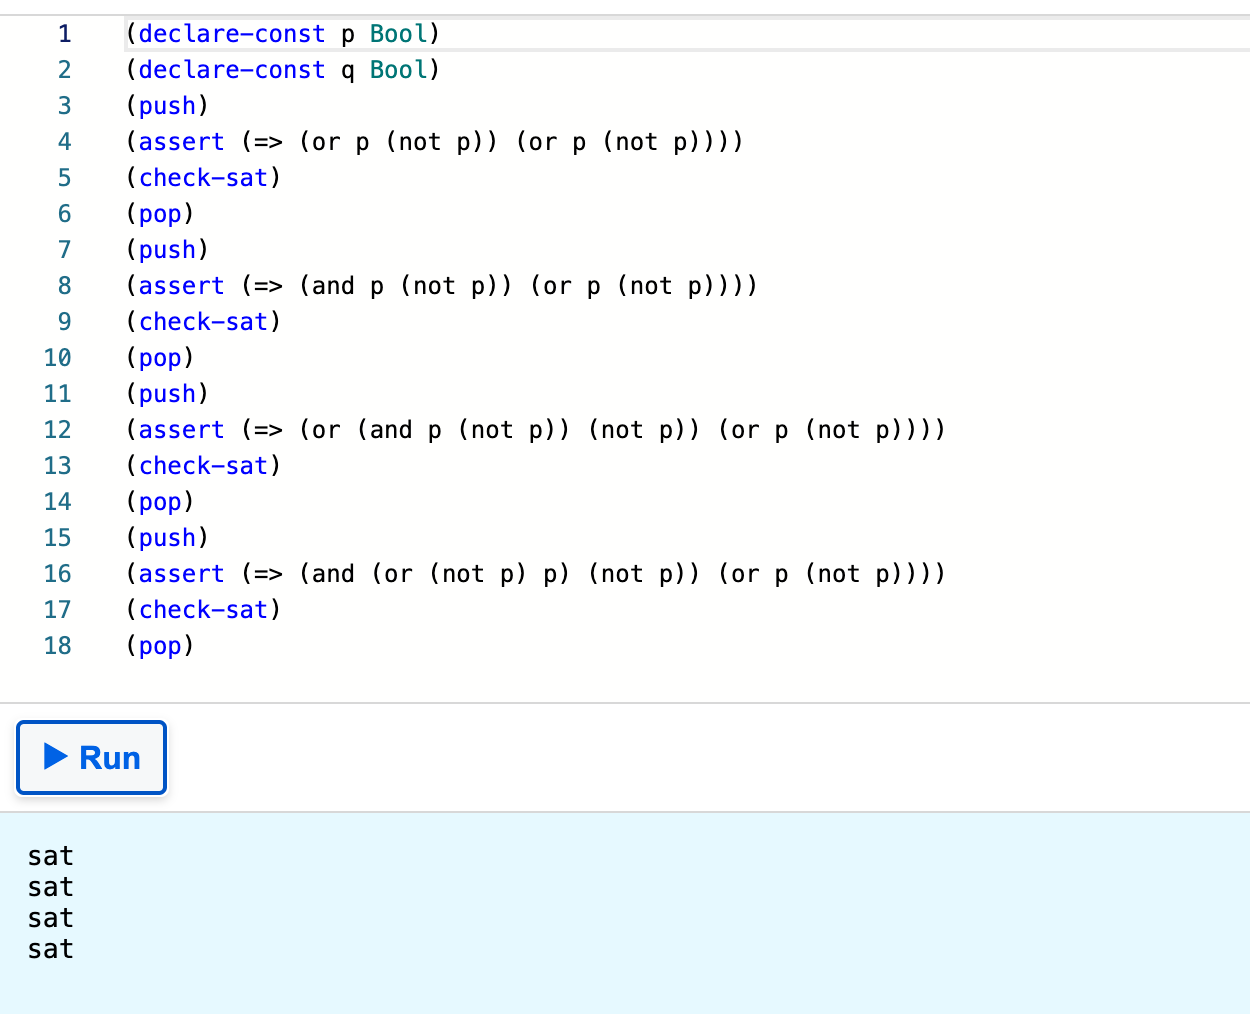 1 (declare-const p Bool)
2 (declare-const q Bool)
3 (push)
4 (assert (=> (or p (not p)) (or p (not p))))
5 (check-sat)
6 (pop)
7 (push)
8 (assert (=> (and p (not p)) (or p (not p))))
9 (check-sat)
10 (pop)
11 (push)
12 (assert (=> (or (and p (not p)) (not p)) (or p (not p))))
13 (check-sat)
14 (pop)
15 (push)
16 (assert (=> (and (or (not p) p) (not p)) (or p (not p))))
17 (check-sat)
18 (pop)
Run
sat
sat
sat
sat